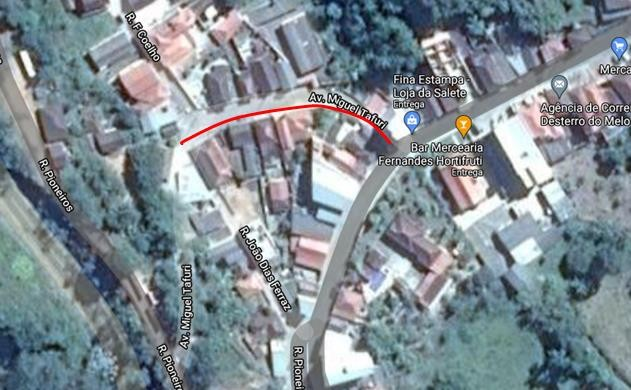 R. F Coelho
Fina Estampa -
Loja da Salete
Entrega
Merca
Av. Miguel Tafuri
Agência de Corre
Desterro do Melo
Bar Mercearia
Fernandes Hortifruti
Entrega
R. Pioneiros
R. João Dias Ferraz
Av. Miguel Tafuri
R. Pioneir
R. Pionei